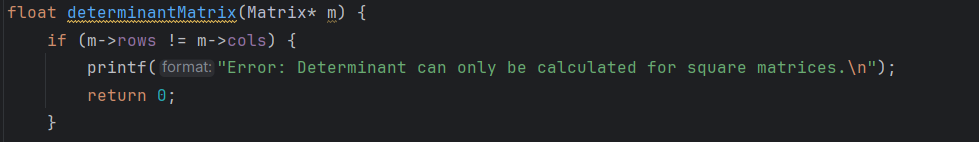 float determinantMatrix(Matrix* m) {
    if (m->rows != m->cols) {
        printf( format: "Error: Determinant can only be calculated for square matrices.\n");
        return 0;
    }